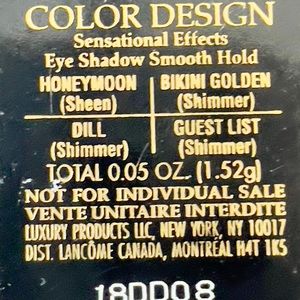 COLOR DESIGN
Sensational Effects
Eye Shadow Smooth Hold
HONEYMOON BIKINI GOLDEN
(Sheen) (Shimmer)
DILL GUEST LIST
(Shimmer) (Shimmer)
TOTAL 0.05 OZ. (1.52g)
NOT FOR INDIVIDUAL SALE
VENTE UNITAIRE INTERDITE
LUXURY PRODUCTS LLC, NEW YORK, NY 10017
DIST. LANCÔME CANADA, MONTRÉAL H4T 1K5
18DD08